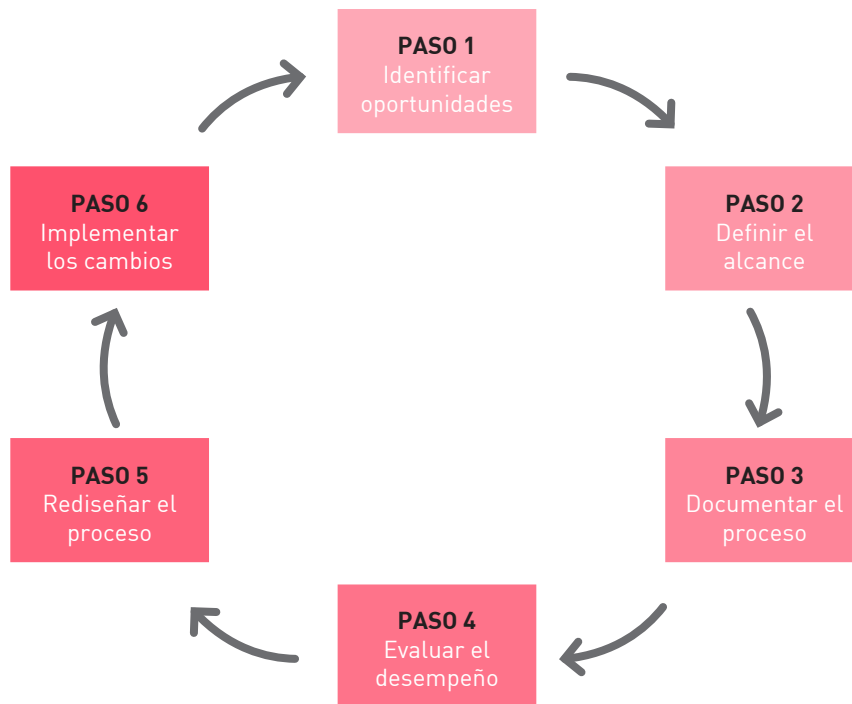 PASO 1
Identificar
oportunidades
PASO 2
Definir el
alcance
PASO 3
Documentar el
proceso
PASO 4
Evaluar el
desempeño
PASO 5
Rediseñar el
proceso
PASO 6
Implementar
los cambios